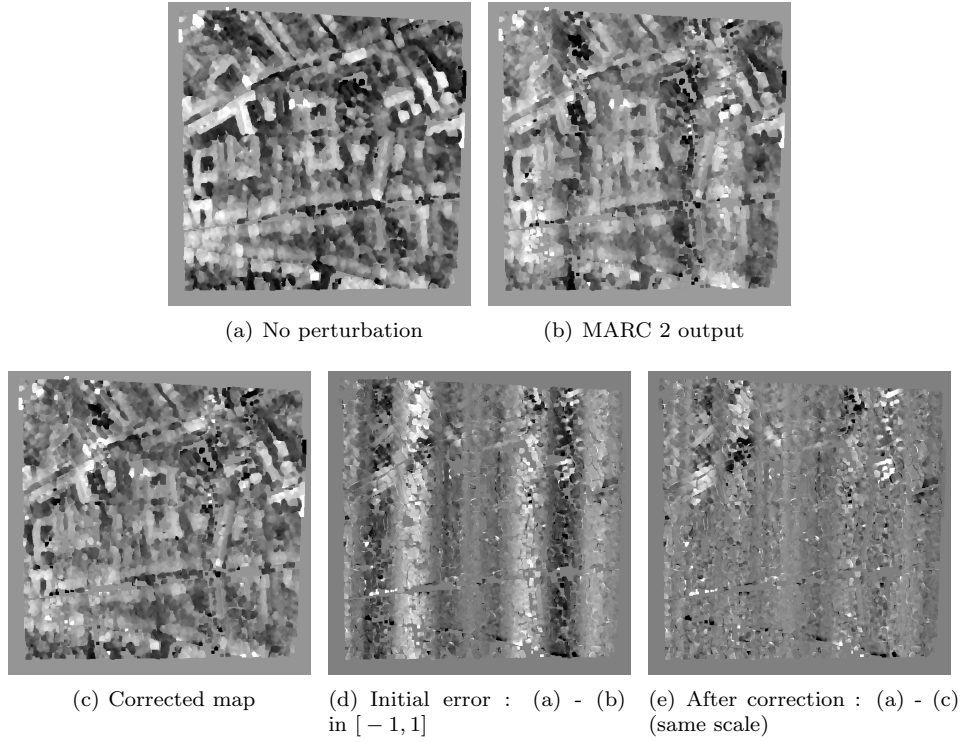 (a) No perturbation
(b) MARC 2 output
(c) Corrected map
(d) Initial error : (a) - (b)
in [ − 1, 1]
(e) After correction : (a) - (c)
(same scale)